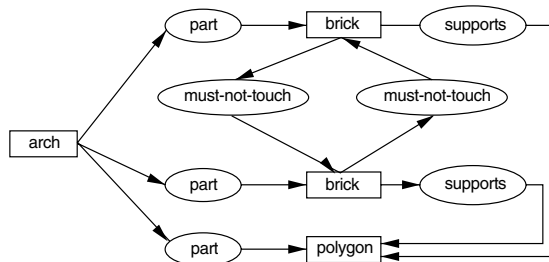 part brick supports
must-not-touch must-not-touch
arch
part brick supports
part polygon